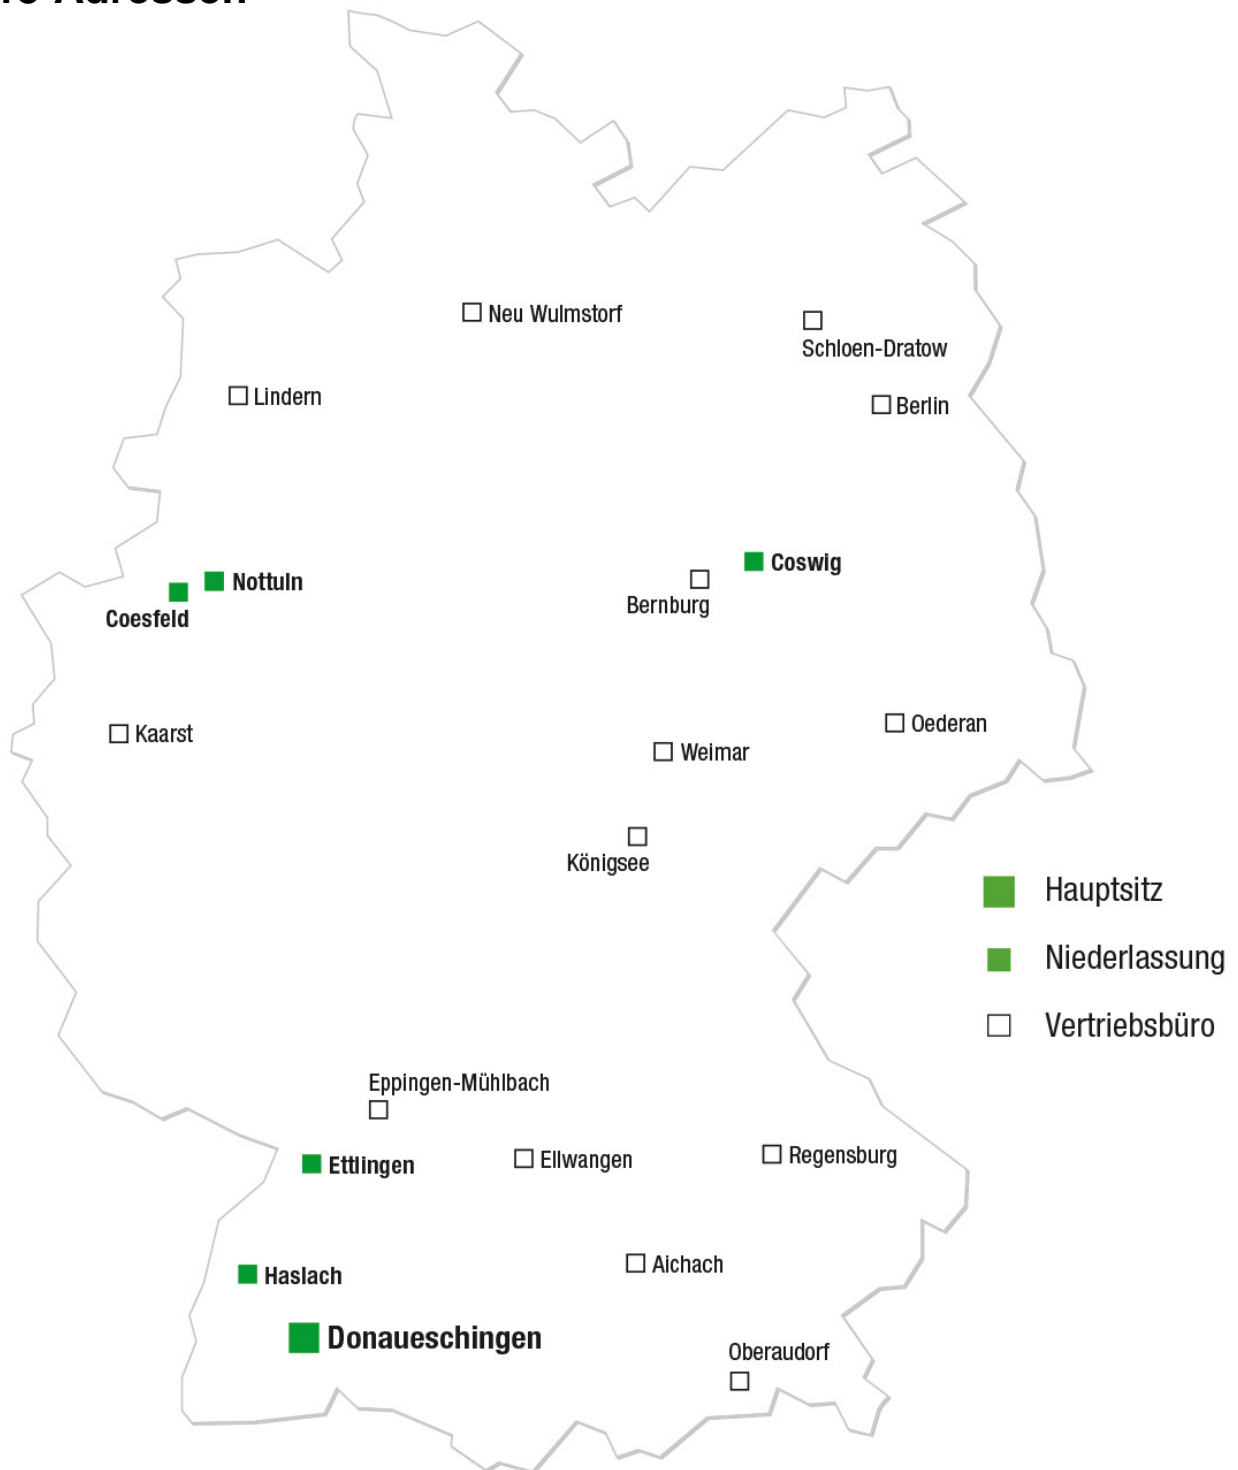 Adressen
Neu Wulmstorf
Schloen-Dratow
Lindern
Berlin
Coswig
Nottuln
Bernburg
Coesfeld
Oederan
Kaarst
Weimar
Königsee
Hauptsitz
Niederlassung
Vertriebsbüro
Eppingen-Mühlbach
Regensburg
Ellwangen
Ettlingen
Aichach
Haslach
Donaueschingen
Oberaudorf